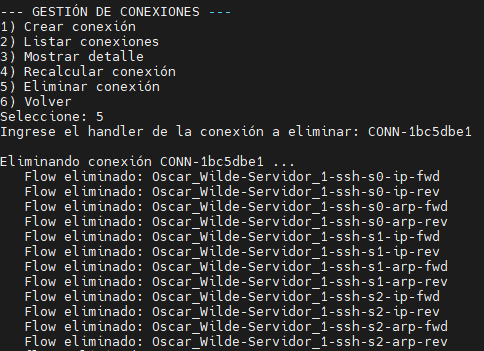 --- GESTIÓN DE CONEXIONES ---
1) Crear conexión
2) Listar conexiones
3) Mostrar detalle
4) Recalcular conexión
5) Eliminar conexión
6) Volver
Seleccione: 5
Ingrese el handler de la conexión a eliminar: CONN-1bc5dbe1
Eliminando conexión CONN-1bc5dbe1 ...
Flow eliminado: Oscar_Wilde-Servidor_1-ssh-s0-ip-fwd
Flow eliminado: Oscar_Wilde-Servidor_1-ssh-s0-ip-rev
Flow eliminado: Oscar_Wilde-Servidor_1-ssh-s0-arp-fwd
Flow eliminado: Oscar_Wilde-Servidor_1-ssh-s0-arp-rev
Flow eliminado: Oscar_Wilde-Servidor_1-ssh-s1-ip-fwd
Flow eliminado: Oscar_Wilde-Servidor_1-ssh-s1-ip-rev
Flow eliminado: Oscar_Wilde-Servidor_1-ssh-s1-arp-fwd
Flow eliminado: Oscar_Wilde-Servidor_1-ssh-s1-arp-rev
Flow eliminado: Oscar_Wilde-Servidor_1-ssh-s2-ip-fwd
Flow eliminado: Oscar_Wilde-Servidor_1-ssh-s2-ip-rev
Flow eliminado: Oscar_Wilde-Servidor_1-ssh-s2-arp-fwd
Flow eliminado: Oscar_Wilde-Servidor_1-ssh-s2-arp-rev